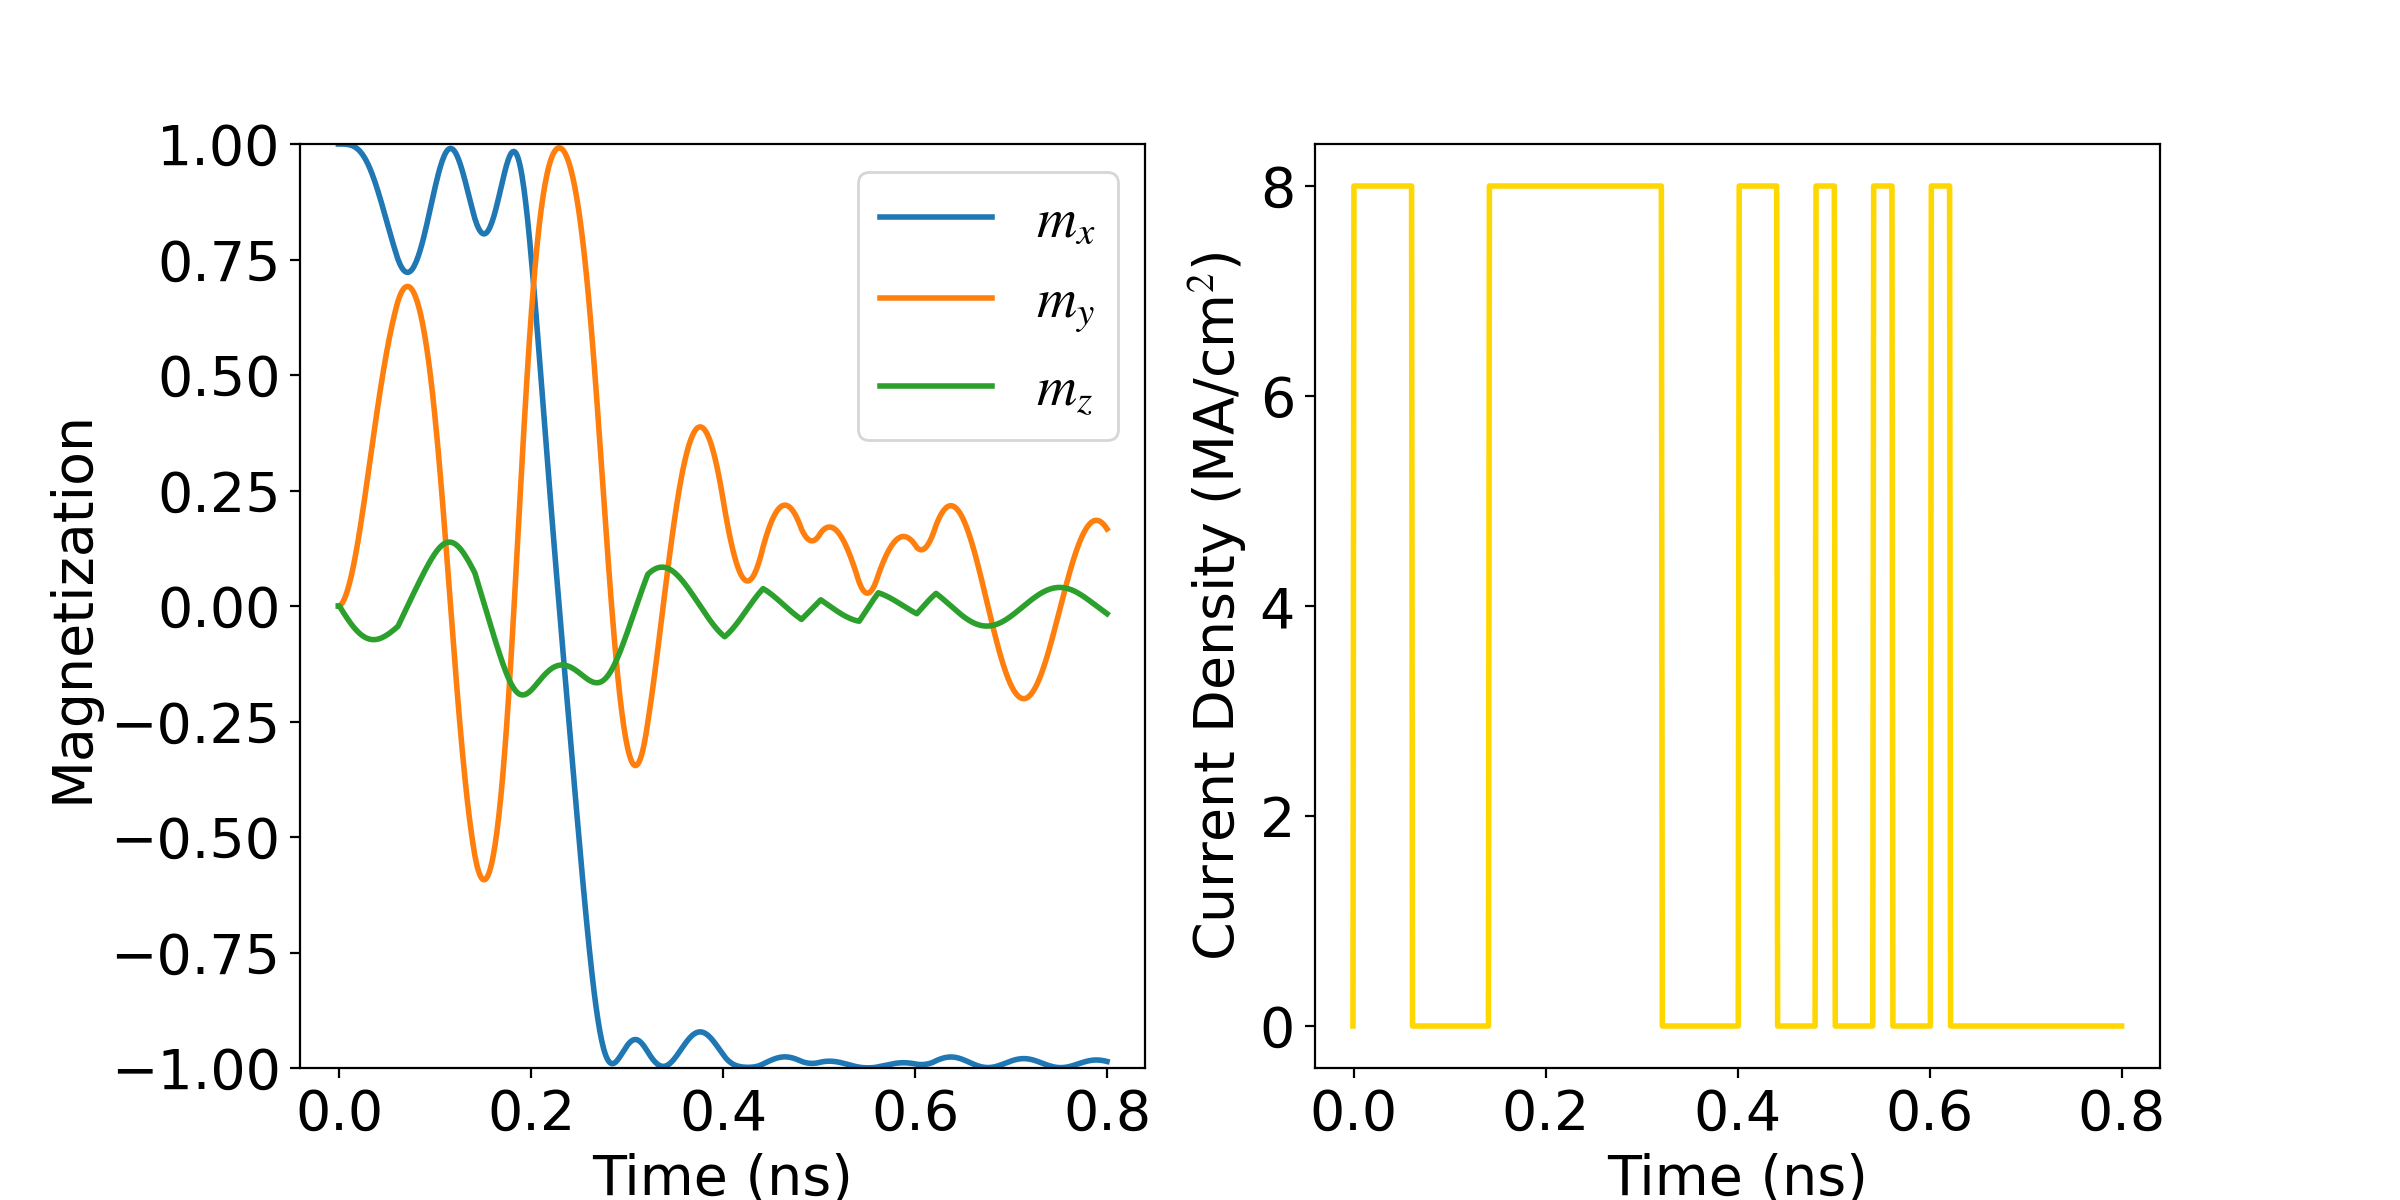 Magnetization
1.00
0.75
0.50
0.25
0.00
−0.25
−0.50
−0.75
−1.00
0.0 0.2 0.4 0.6 0.8
Time (ns)
m_x
m_y
m_z
Current Density (MA/cm²)
8
6
4
2
0
0.0 0.2 0.4 0.6 0.8
Time (ns)